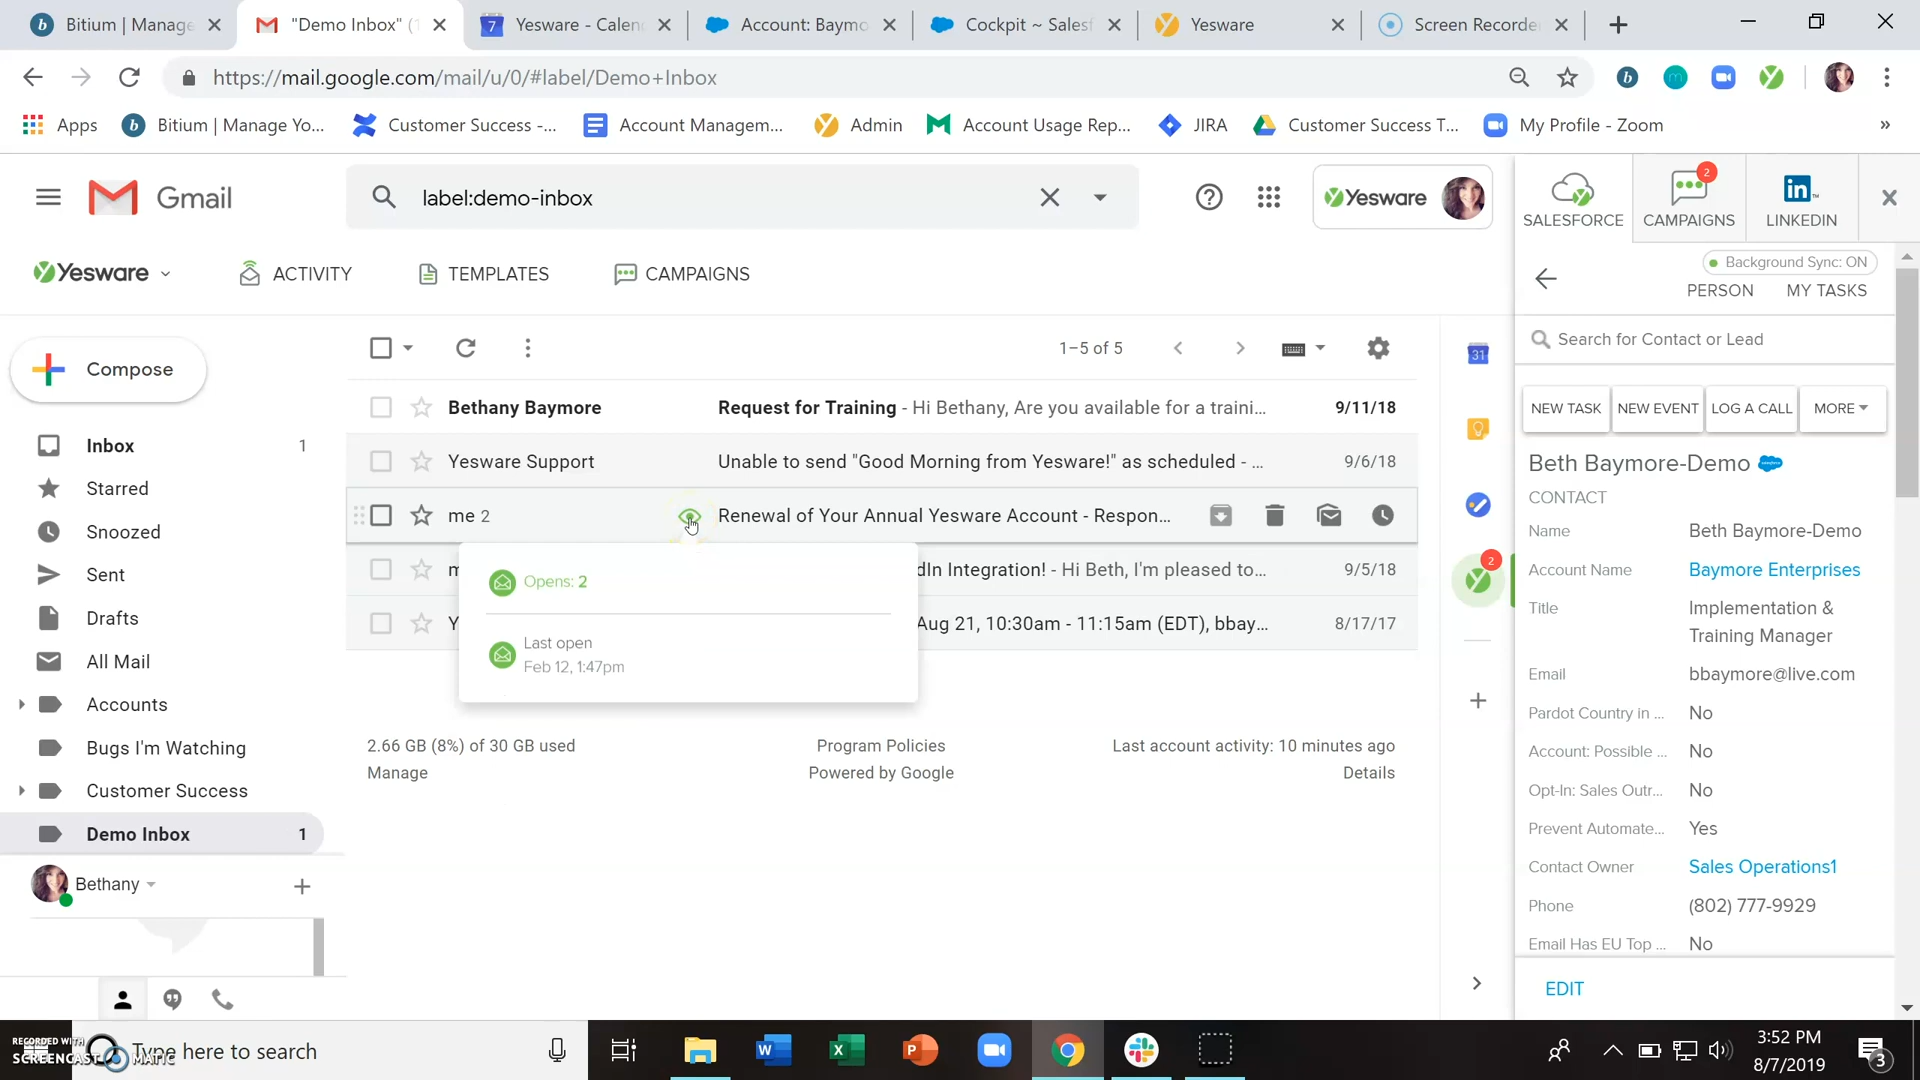 Bitium | Manage
"Demo Inbox" (1
Yesware - Calen
Account: Baymo
Cockpit ~ Salesf
Yesware
Screen Recorde
https://mail.google.com/mail/u/0/#label/Demo+Inbox
Apps
Bitium | Manage Yo...
Customer Success -...
Account Managem...
Admin
Account Usage Rep...
JIRA
Customer Success T...
My Profile - Zoom
»
Gmail
label:demo-inbox
Yesware
SALESFORCE
2
CAMPAIGNS
LINKEDIN
Yesware
ACTIVITY
TEMPLATES
CAMPAIGNS
Background Sync: ON
PERSON
MY TASKS
Search for Contact or Lead
Compose
1–5 of 5
31
NEW TASK
NEW EVENT
LOG A CALL
MORE
Bethany Baymore
Request for Training - Hi Bethany, Are you available for a traini...
9/11/18
Yesware Support
Unable to send "Good Morning from Yesware!" as scheduled - ...
9/6/18
me 2
Renewal of Your Annual Yesware Account - Respon...
m
dIn Integration! - Hi Beth, I'm pleased to...
9/5/18
Y
Aug 21, 10:30am - 11:15am (EDT), bbay...
8/17/17
Opens: 2
Last open
Feb 12, 1:47pm
2
Inbox
1
Starred
Snoozed
Sent
Drafts
All Mail
Accounts
Bugs I'm Watching
Customer Success
Demo Inbox
1
Bethany
2.66 GB (8%) of 30 GB used
Manage
Program Policies
Powered by Google
Last account activity: 10 minutes ago
Details
Beth Baymore-Demo
CONTACT
Name
Beth Baymore-Demo
Account Name
Baymore Enterprises
Title
Implementation &
Training Manager
Email
bbaymore@live.com
Pardot Country in ...
No
Account: Possible ...
No
Opt-In: Sales Outr...
No
Prevent Automate...
Yes
Contact Owner
Sales Operations1
Phone
(802) 777-9929
Email Has EU Top ...
No
EDIT
RECORDED WITH
SCREENCAST MATIC
Type here to search
3:52 PM
8/7/2019
3